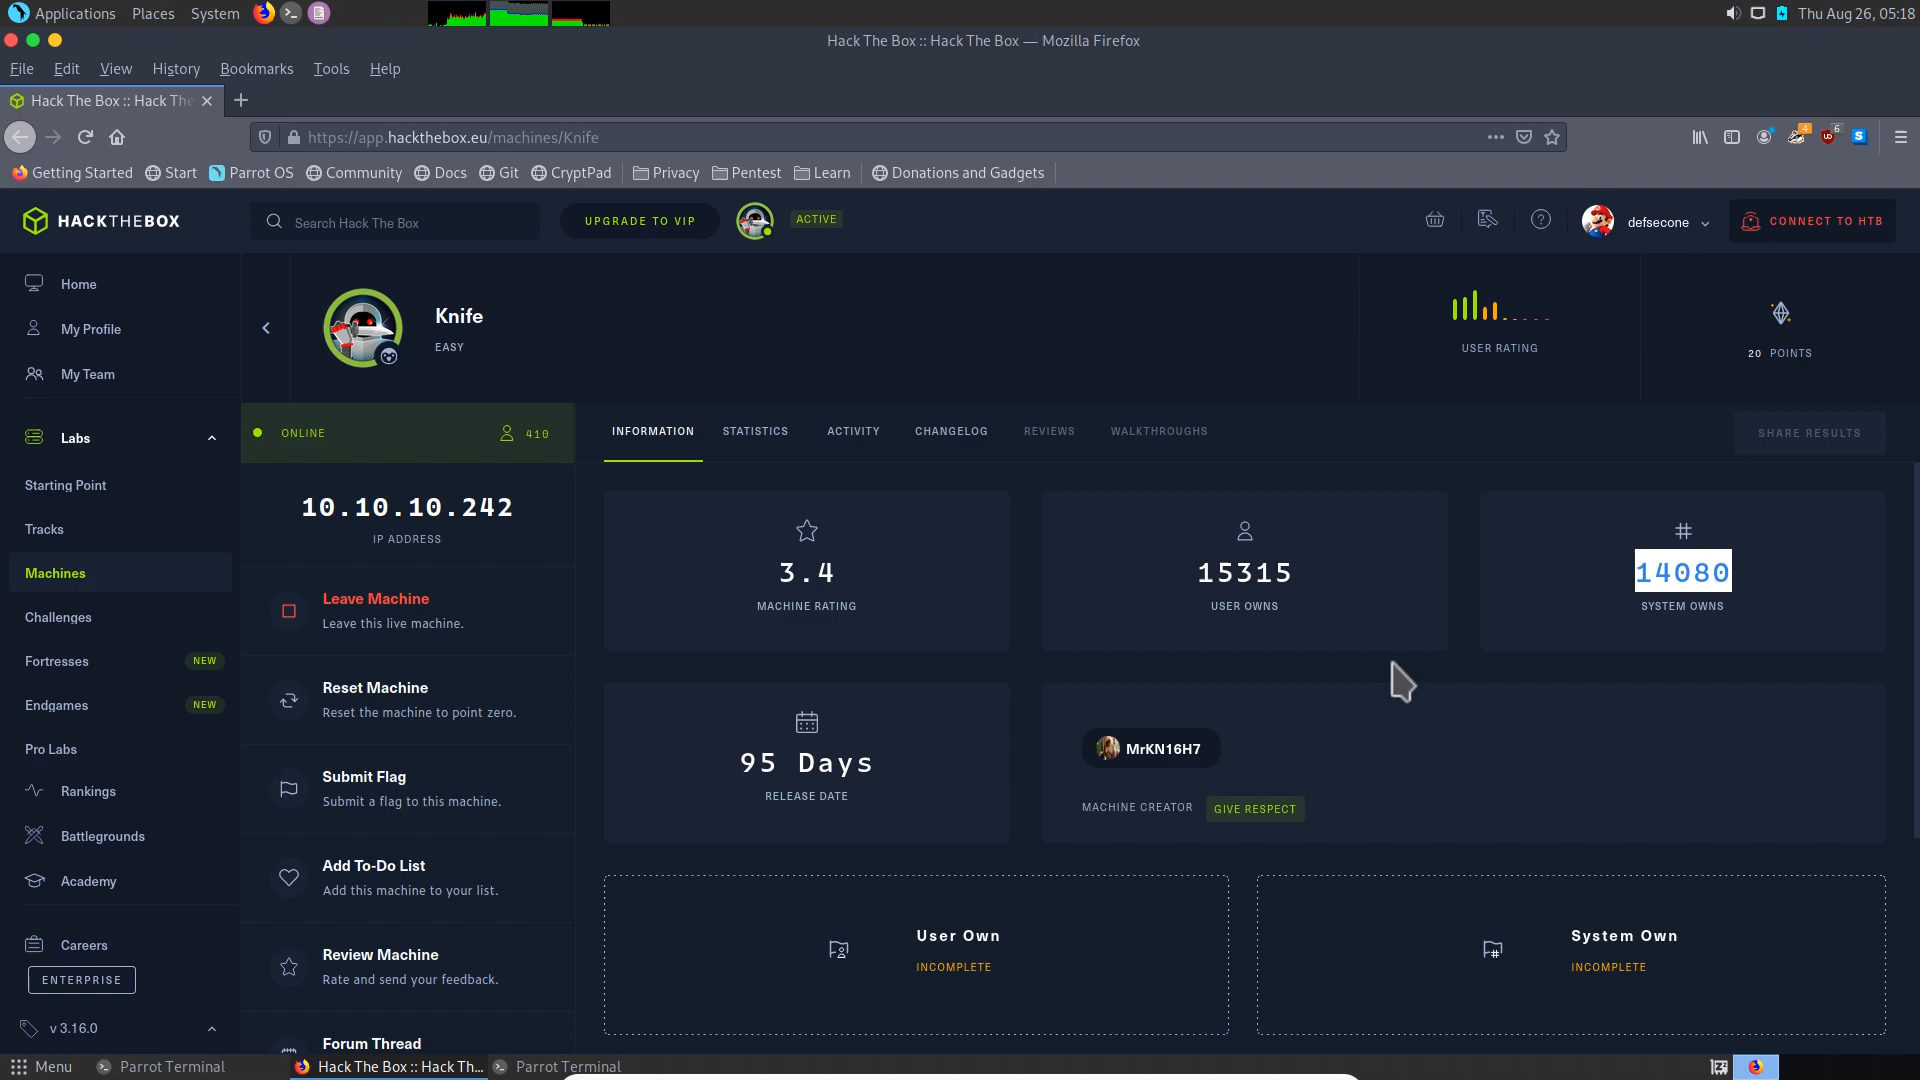 Applications Places System Thu Aug 26, 05:18
Hack The Box :: Hack The Box — Mozilla Firefox
File Edit View History Bookmarks Tools Help
Hack The Box :: Hack The
https://app.hackthebox.eu/machines/Knife 4 6
Getting Started Start Parrot OS Community Docs Git CryptPad Privacy Pentest Learn Donations and Gadgets
HACKTHEBOX Search Hack The Box UPGRADE TO VIP ACTIVE defsecone CONNECT TO HTB
Home
My Profile
My Team
Labs
Starting Point
Tracks
Machines
Challenges
Fortresses NEW
Endgames NEW
Pro Labs
Rankings
Battlegrounds
Academy
Careers
ENTERPRISE
v 3.16.0
Knife
EASY
USER RATING
20 POINTS
ONLINE 410
10.10.10.242
IP ADDRESS
Leave Machine
Leave this live machine.
Reset Machine
Reset the machine to point zero.
Submit Flag
Submit a flag to this machine.
Add To-Do List
Add this machine to your list.
Review Machine
Rate and send your feedback.
Forum Thread
INFORMATION STATISTICS ACTIVITY CHANGELOG REVIEWS WALKTHROUGHS SHARE RESULTS
3.4
MACHINE RATING
15315
USER OWNS
14080
SYSTEM OWNS
95 Days
RELEASE DATE
MrKN16H7
MACHINE CREATOR GIVE RESPECT
User Own
INCOMPLETE
System Own
INCOMPLETE
Menu Parrot Terminal Hack The Box :: Hack Th... Parrot Terminal